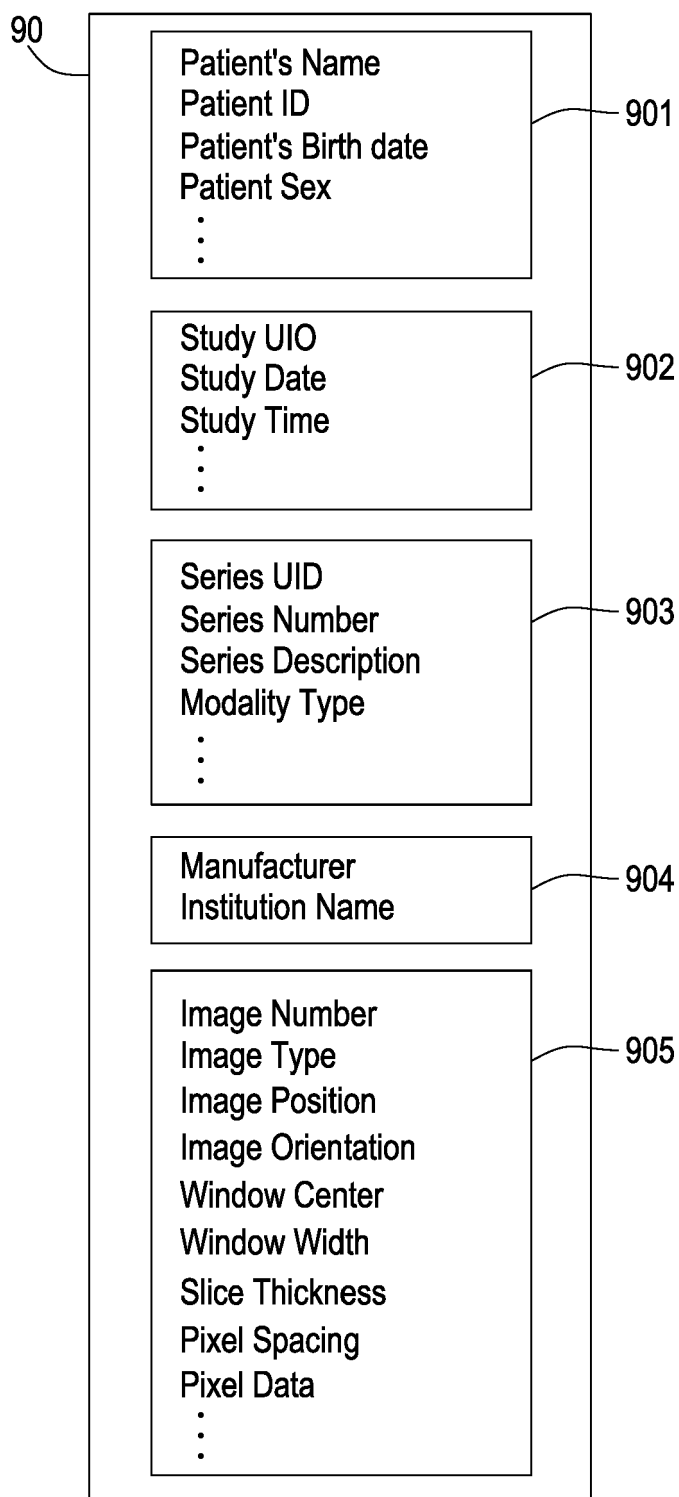 90
Patient's Name
Patient ID
Patient's Birth date
Patient Sex
901
Study UIO
Study Date
Study Time
902
Series UID
Series Number
Series Description
Modality Type
903
Manufacturer
Institution Name
904
Image Number
Image Type
Image Position
Image Orientation
Window Center
Window Width
Slice Thickness
Pixel Spacing
Pixel Data
905